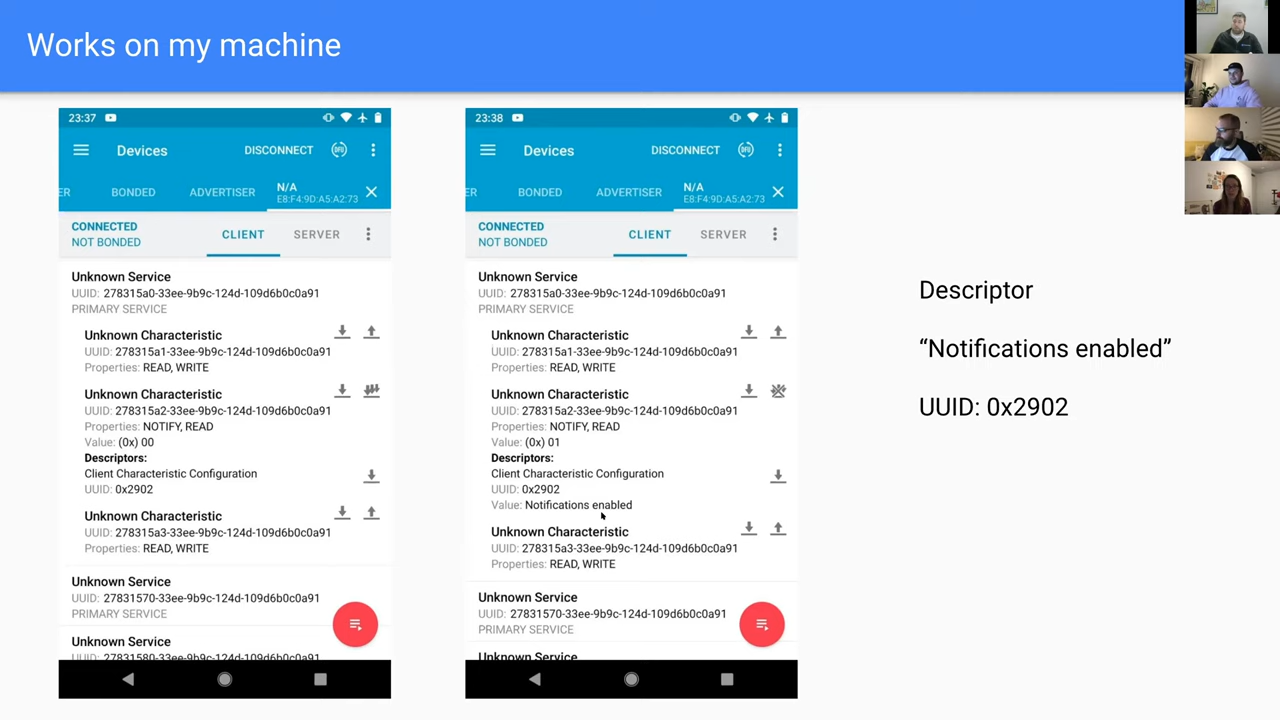 Works on my machine
23:37
Devices
DISCONNECT
ER
BONDED
ADVERTISER
N/A
E8:F4:9D:A5:A2:73
CONNECTED
NOT BONDED
CLIENT
SERVER
Unknown Service
UUID: 278315a0-33ee-9b9c-124d-109d6b0c0a91
PRIMARY SERVICE
Unknown Characteristic
UUID: 278315a1-33ee-9b9c-124d-109d6b0c0a91
Properties: READ, WRITE
Unknown Characteristic
UUID: 278315a2-33ee-9b9c-124d-109d6b0c0a91
Properties: NOTIFY, READ
Value: (0x) 00
Descriptors:
Client Characteristic Configuration
UUID: 0x2902
Unknown Characteristic
UUID: 278315a3-33ee-9b9c-124d-109d6b0c0a91
Properties: READ, WRITE
Unknown Service
UUID: 27831570-33ee-9b9c-124d-109d6b0c0a91
PRIMARY SERVICE
Unknown Service
UUID: 27831580-33ee-9b9c-124d-109d6b0c0a91
23:38
Devices
DISCONNECT
ER
BONDED
ADVERTISER
N/A
E8:F4:9D:A5:A2:73
CONNECTED
NOT BONDED
CLIENT
SERVER
Unknown Service
UUID: 278315a0-33ee-9b9c-124d-109d6b0c0a91
PRIMARY SERVICE
Unknown Characteristic
UUID: 278315a1-33ee-9b9c-124d-109d6b0c0a91
Properties: READ, WRITE
Unknown Characteristic
UUID: 278315a2-33ee-9b9c-124d-109d6b0c0a91
Properties: NOTIFY, READ
Value: (0x) 01
Descriptors:
Client Characteristic Configuration
UUID: 0x2902
Value: Notifications enabled
Unknown Characteristic
UUID: 278315a3-33ee-9b9c-124d-109d6b0c0a91
Properties: READ, WRITE
Unknown Service
UUID: 27831570-33ee-9b9c-124d-109d6b0c0a91
PRIMARY SERVICE
Unknown Service
Descriptor
“Notifications enabled”
UUID: 0x2902